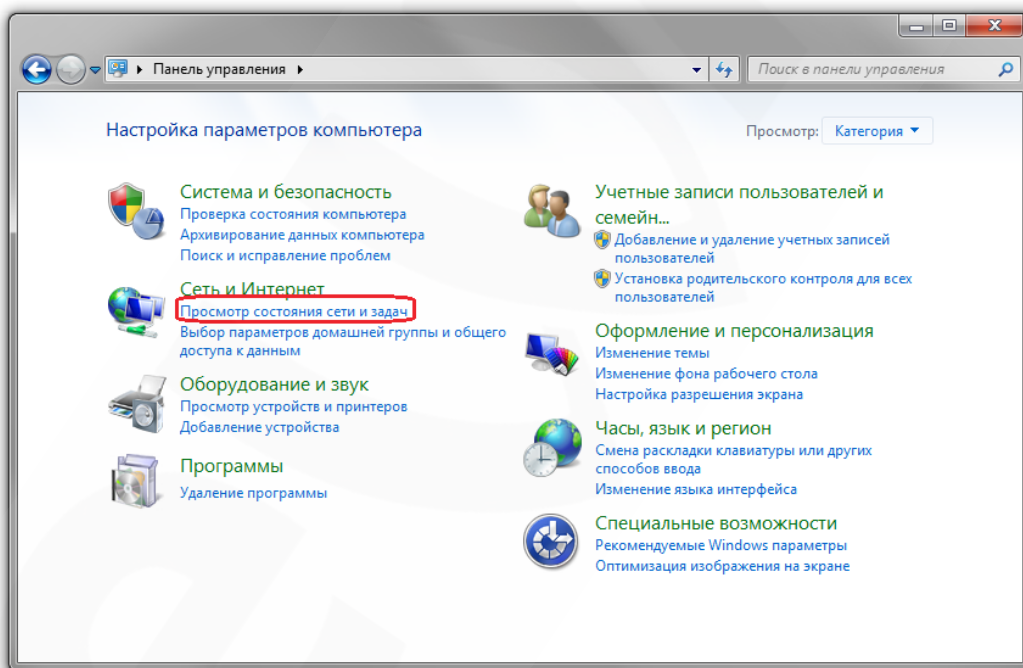 Панель управления
Поиск в панели управления
Настройка параметров компьютера
Просмотр: Категория
Система и безопасность
Проверка состояния компьютера
Архивирование данных компьютера
Поиск и исправление проблем
Сеть и Интернет
Просмотр состояния сети и задач
Выбор параметров домашней группы и общего
доступа к данным
Оборудование и звук
Просмотр устройств и принтеров
Добавление устройства
Программы
Удаление программы
Учетные записи пользователей и
семейн...
Добавление и удаление учетных записей
пользователей
Установка родительского контроля для всех
пользователей
Оформление и персонализация
Изменение темы
Изменение фона рабочего стола
Настройка разрешения экрана
Часы, язык и регион
Смена раскладки клавиатуры или других
способов ввода
Изменение языка интерфейса
Специальные возможности
Рекомендуемые Windows параметры
Оптимизация изображения на экране